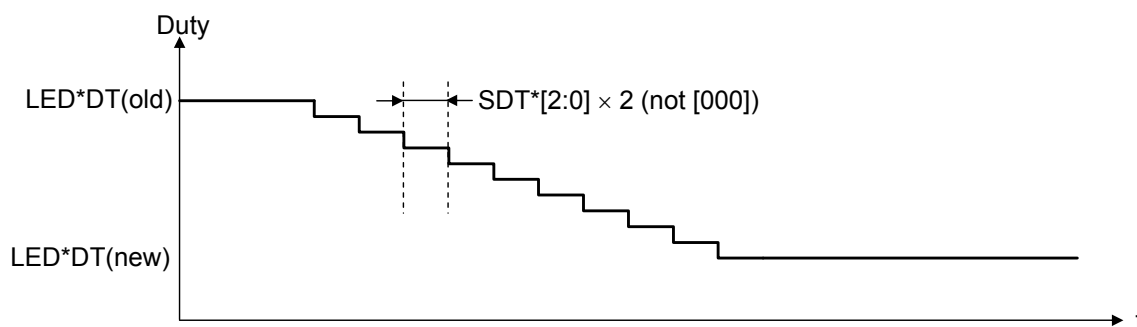 Duty
LED*DT(old)
SDT*[2:0] × 2 (not [000])
LED*DT(new)